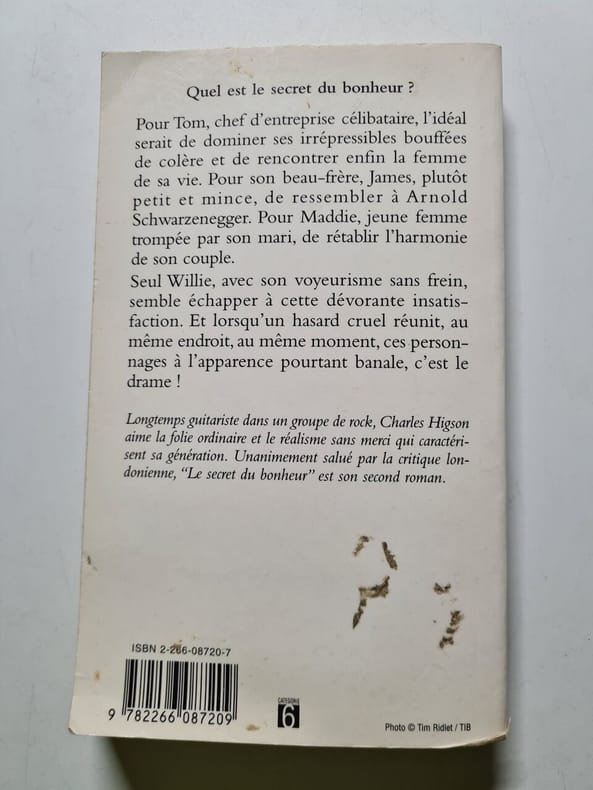 Quel est le secret du bonheur ?
Pour Tom, chef d'entreprise célibataire, l'idéal
serait de dominer ses irrépressibles bouffées
de colère et de rencontrer enfin la femme
de sa vie. Pour son beau-frère, James, plutôt
petit et mince, de ressembler à Arnold
Schwarzenegger. Pour Maddie, jeune femme
trompée par son mari, de rétablir l'harmonie
de son couple.
Seul Willie, avec son voyeurisme sans frein,
semble échapper à cette dévorante insatis-
faction. Et lorsqu'un hasard cruel réunit, au
même endroit, au même moment, ces person-
nages à l'apparence pourtant banale, c'est le
drame !
Longtemps guitariste dans un groupe de rock, Charles Higson
aime la folie ordinaire et le réalisme sans merci qui caractéri-
sent sa génération. Unanimement salué par la critique lon-
donienne, "Le secret du bonheur" est son second roman.
ISBN 2-266-08720-7
9 782266 087209
CATEGORIE
6
Photo © Tim Ridlet / TIB